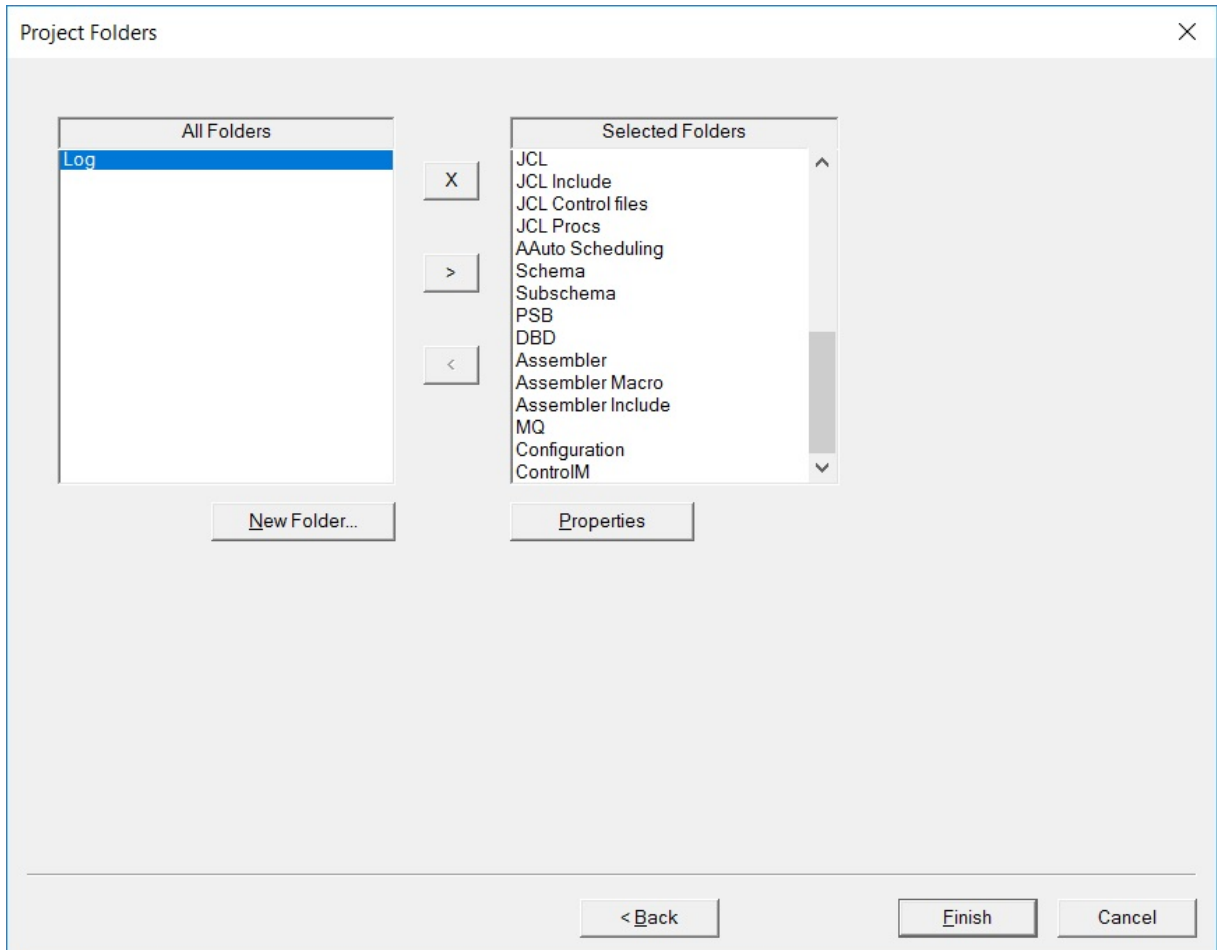 Project Folders
All Folders
Log
X
>
<
New Folder...
Selected Folders
JCL
JCL Include
JCL Control files
JCL Procs
AAuto Scheduling
Schema
Subschema
PSB
DBD
Assembler
Assembler Macro
Assembler Include
MQ
Configuration
ControlM
Properties
< Back
Finish
Cancel